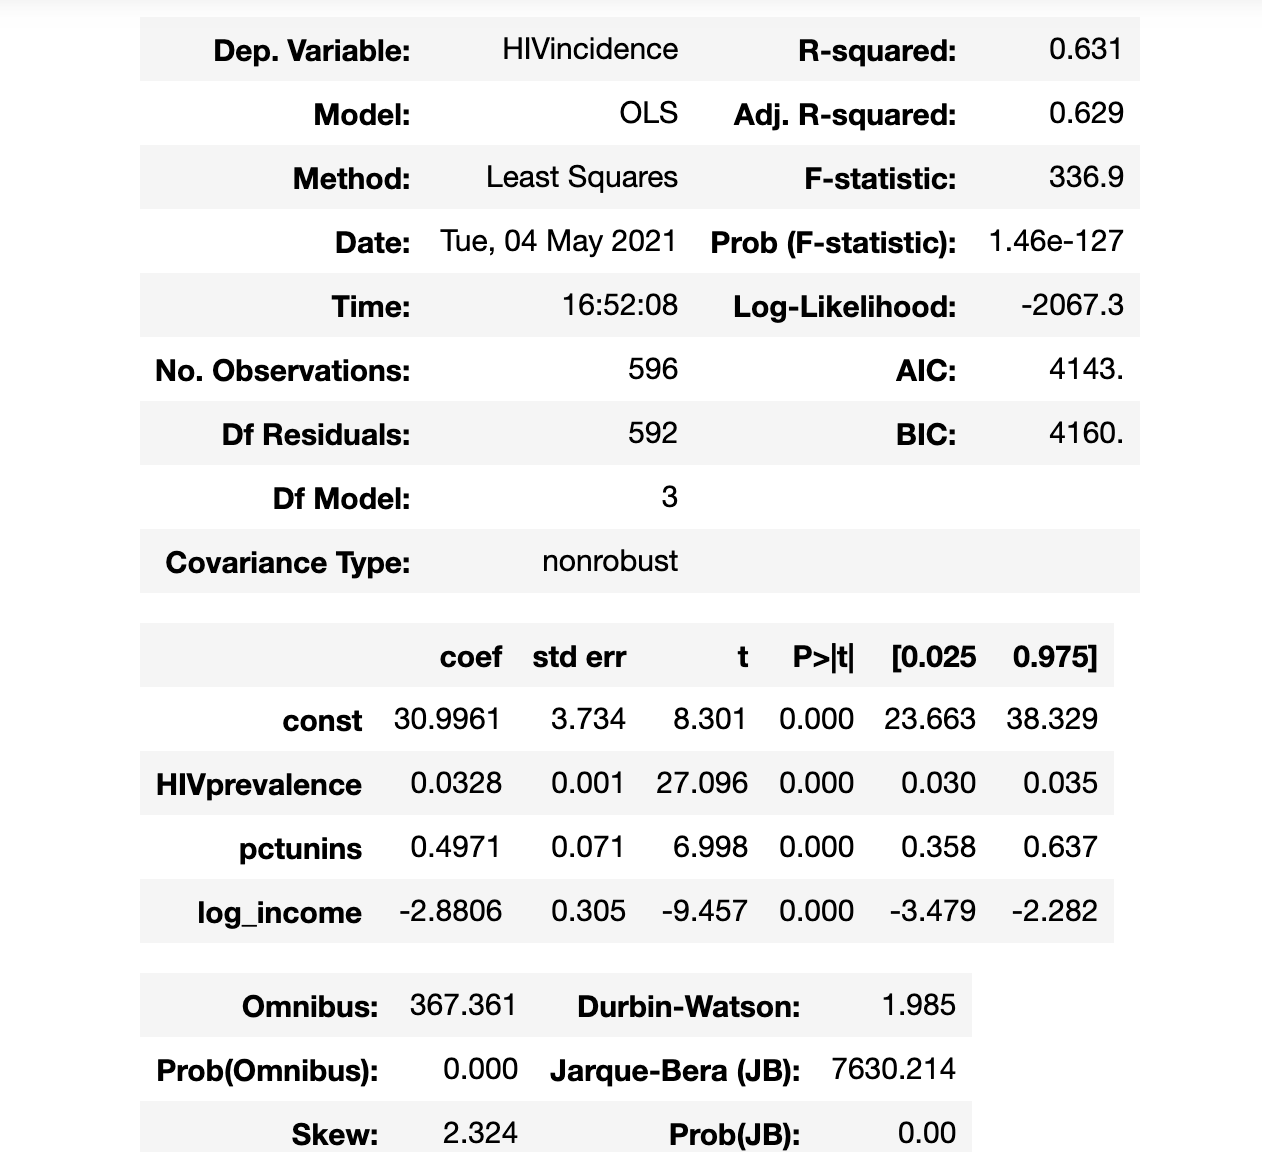 Dep. Variable: HIVincidence R-squared: 0.631
Model: OLS Adj. R-squared: 0.629
Method: Least Squares F-statistic: 336.9
Date: Tue, 04 May 2021 Prob (F-statistic): 1.46e-127
Time: 16:52:08 Log-Likelihood: -2067.3
No. Observations: 596 AIC: 4143.
Df Residuals: 592 BIC: 4160.
Df Model: 3
Covariance Type: nonrobust
coef std err t P>|t| [0.025 0.975]
const 30.9961 3.734 8.301 0.000 23.663 38.329
HIVprevalence 0.0328 0.001 27.096 0.000 0.030 0.035
pctunins 0.4971 0.071 6.998 0.000 0.358 0.637
log_income -2.8806 0.305 -9.457 0.000 -3.479 -2.282
Omnibus: 367.361 Durbin-Watson: 1.985
Prob(Omnibus): 0.000 Jarque-Bera (JB): 7630.214
Skew: 2.324 Prob(JB): 0.00